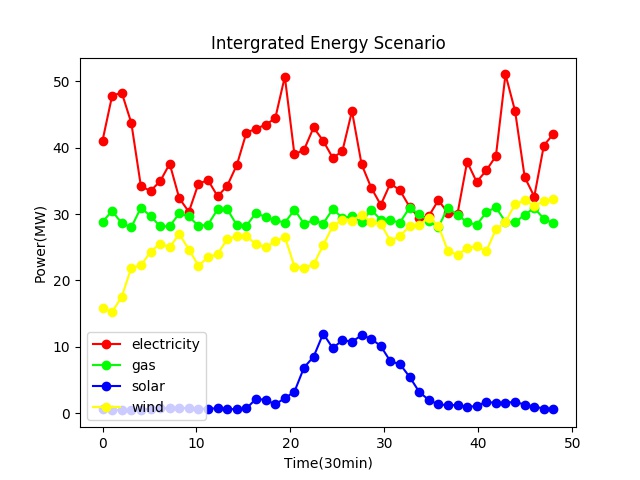 Intergrated Energy Scenario
Power(MW)
50
40
30
20
10
0
electricity
gas
solar
wind
0 10 20 30 40 50
Time(30min)